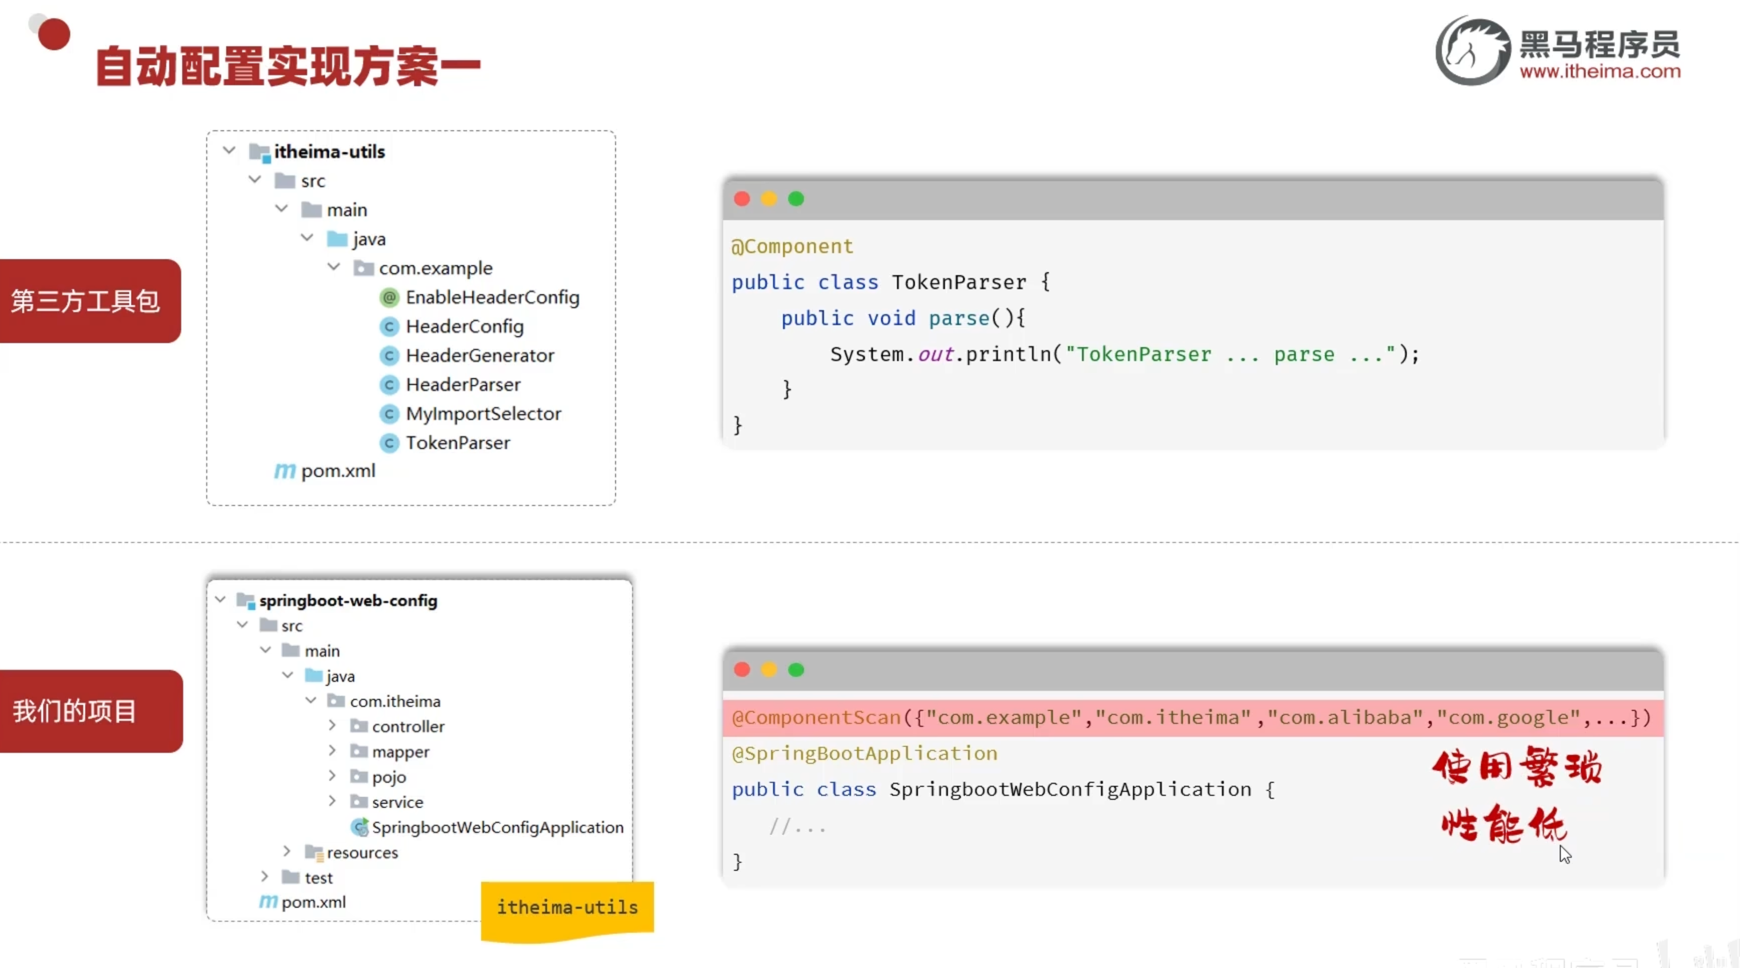 自动配置实现方案一
黑马程序员
www.itheima.com
第三方工具包
itheima-utils
src
main
java
com.example
EnableHeaderConfig
HeaderConfig
HeaderGenerator
HeaderParser
MyImportSelector
TokenParser
pom.xml
@Component
public class TokenParser {
public void parse(){
System.out.println("TokenParser ... parse ...");
}
}
我们的项目
springboot-web-config
src
main
java
com.itheima
controller
mapper
pojo
service
SpringbootWebConfigApplication
resources
test
pom.xml
itheima-utils
@ComponentScan({"com.example","com.itheima","com.alibaba","com.google",...})
@SpringBootApplication
public class SpringbootWebConfigApplication {
//...
}
使用繁琐
性能低